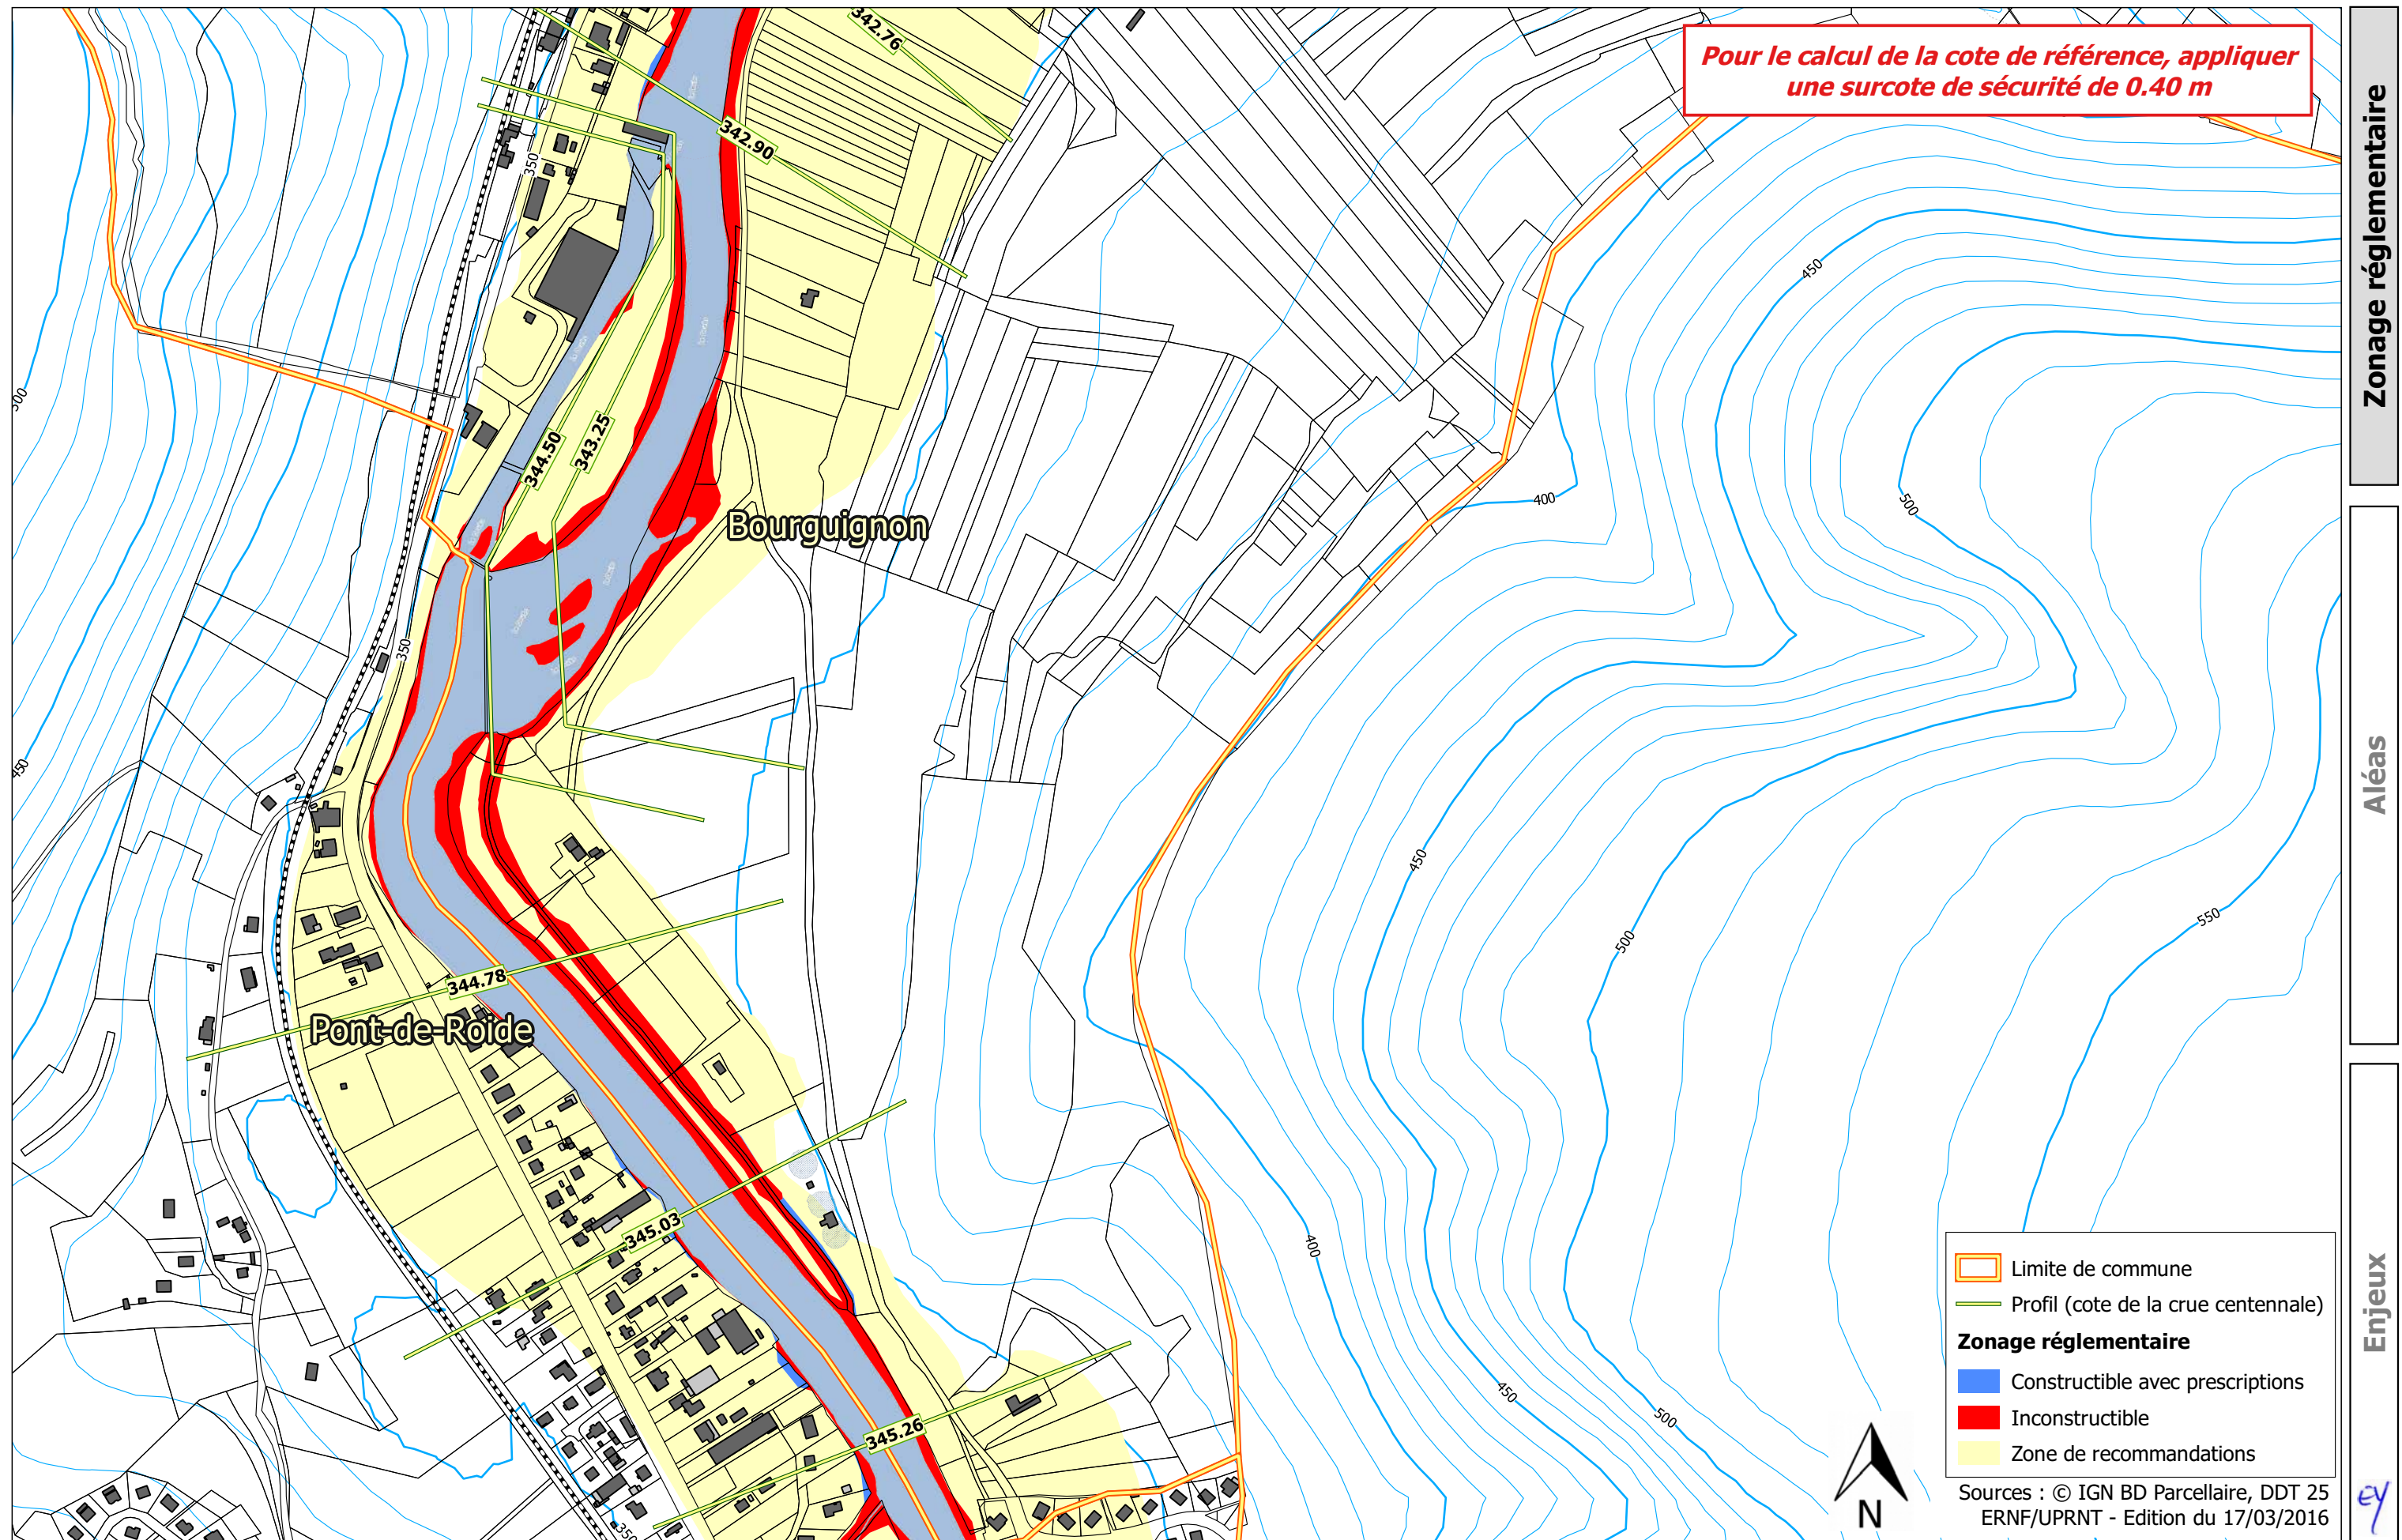 Pour le calcul de la cote de référence, appliquer
une surcote de sécurité de 0.40 m
342.76
342.90
350
450
500
343.25
344.50
400
500
Bourguignon
350
450
450
500
550
344.78
Pont-de-Roide
345.03
400
345.26
450
500
350
Limite de commune
Profil (cote de la crue centennale)
Zonage réglementaire
Constructible avec prescriptions
Inconstructible
Zone de recommandations
N
Sources : © IGN BD Parcellaire, DDT 25
ERNF/UPRNT - Edition du 17/03/2016
Zonage réglementaire
Aléas
Enjeux
EY